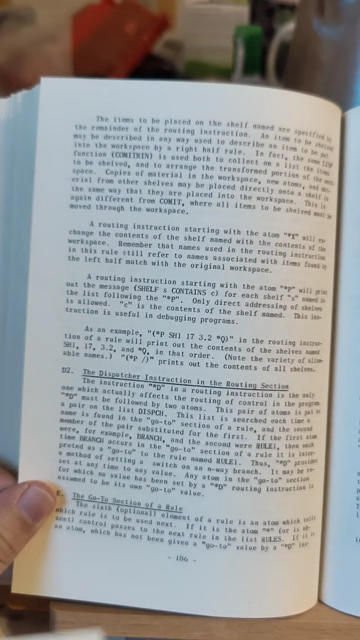 The items to be placed on the shelf named are specified by
the remainder of the routing instruction. An item to be shelved
may be described in any way used to describe an item to be put
into the workspace by a right half rule. In fact, the same LISP
function (COMITRIN) is used both to collect on a list the items
to be shelved, and to arrange the transformed portion of the work
space. Copies of material in the workspace, new atoms, and mat-
erial from other shelves may be placed directly onto a shelf in
the same way that they are placed into the workspace. This is
again different from COMIT, where all items to be shelved must be
moved through the workspace.
A routing instruction starting with the atom "*X" will ex-
change the contents of the shelf named with the contents of the
workspace. Remember that names used in the routing instruction
in this rule still refer to names associated with items found by
the left half match with the original workspace.
A routing instruction starting with the atom "*P" will print
out the message (SHELF s CONTAINS c) for each shelf "s" named in
the list following the "*P". Only direct addressing of shelves
is allowed. "c" is the contents of the shelf named. This ins-
truction is useful in debugging programs.
As an example, "(*P SH1 17 3.2 *Q)" in the routing instruc-
tion of a rule will print out the contents of the shelves named
SH1, 17, 3.2, and *Q, in that order. (Note the variety of allow-
able names.) "(*P /)" prints out the contents of all shelves.
D2. The Dispatcher Instruction in the Routing Section
The instruction "*D" in a routing instruction is the only
one which actually affects the routing of control in the program.
"*D" must be followed by two atoms. This pair of atoms is put as
a pair on the list DISPCH. This list is searched each time a
name is found in the "go-to" section of a rule, and the second
member of the pair substituted for the first. If the first atom
were, for example, BRANCH, and the second were RULE1, then each
time BRANCH occurs in the "go-to" section of a rule it is inter-
preted as a "go-to" to the rule named RULE1. Thus, "*D" provides
a method of setting a switch on an n-way branch. It may be re-
set at any time to any value. Any atom in the "go-to" section
for which no value has been set by a "*D" routing instruction is
assumed to be its own "go-to" value.
E. The Go-To Section of a Rule
The sixth (optional) element of a rule is an atom which tells
which rule is to be used next. If it is the atom "*" (or is ab-
sent) control passes to the next rule in the list RULES. If it is
an atom, which has not been given a "go-to" value by a "*D" ins-
- 186 -